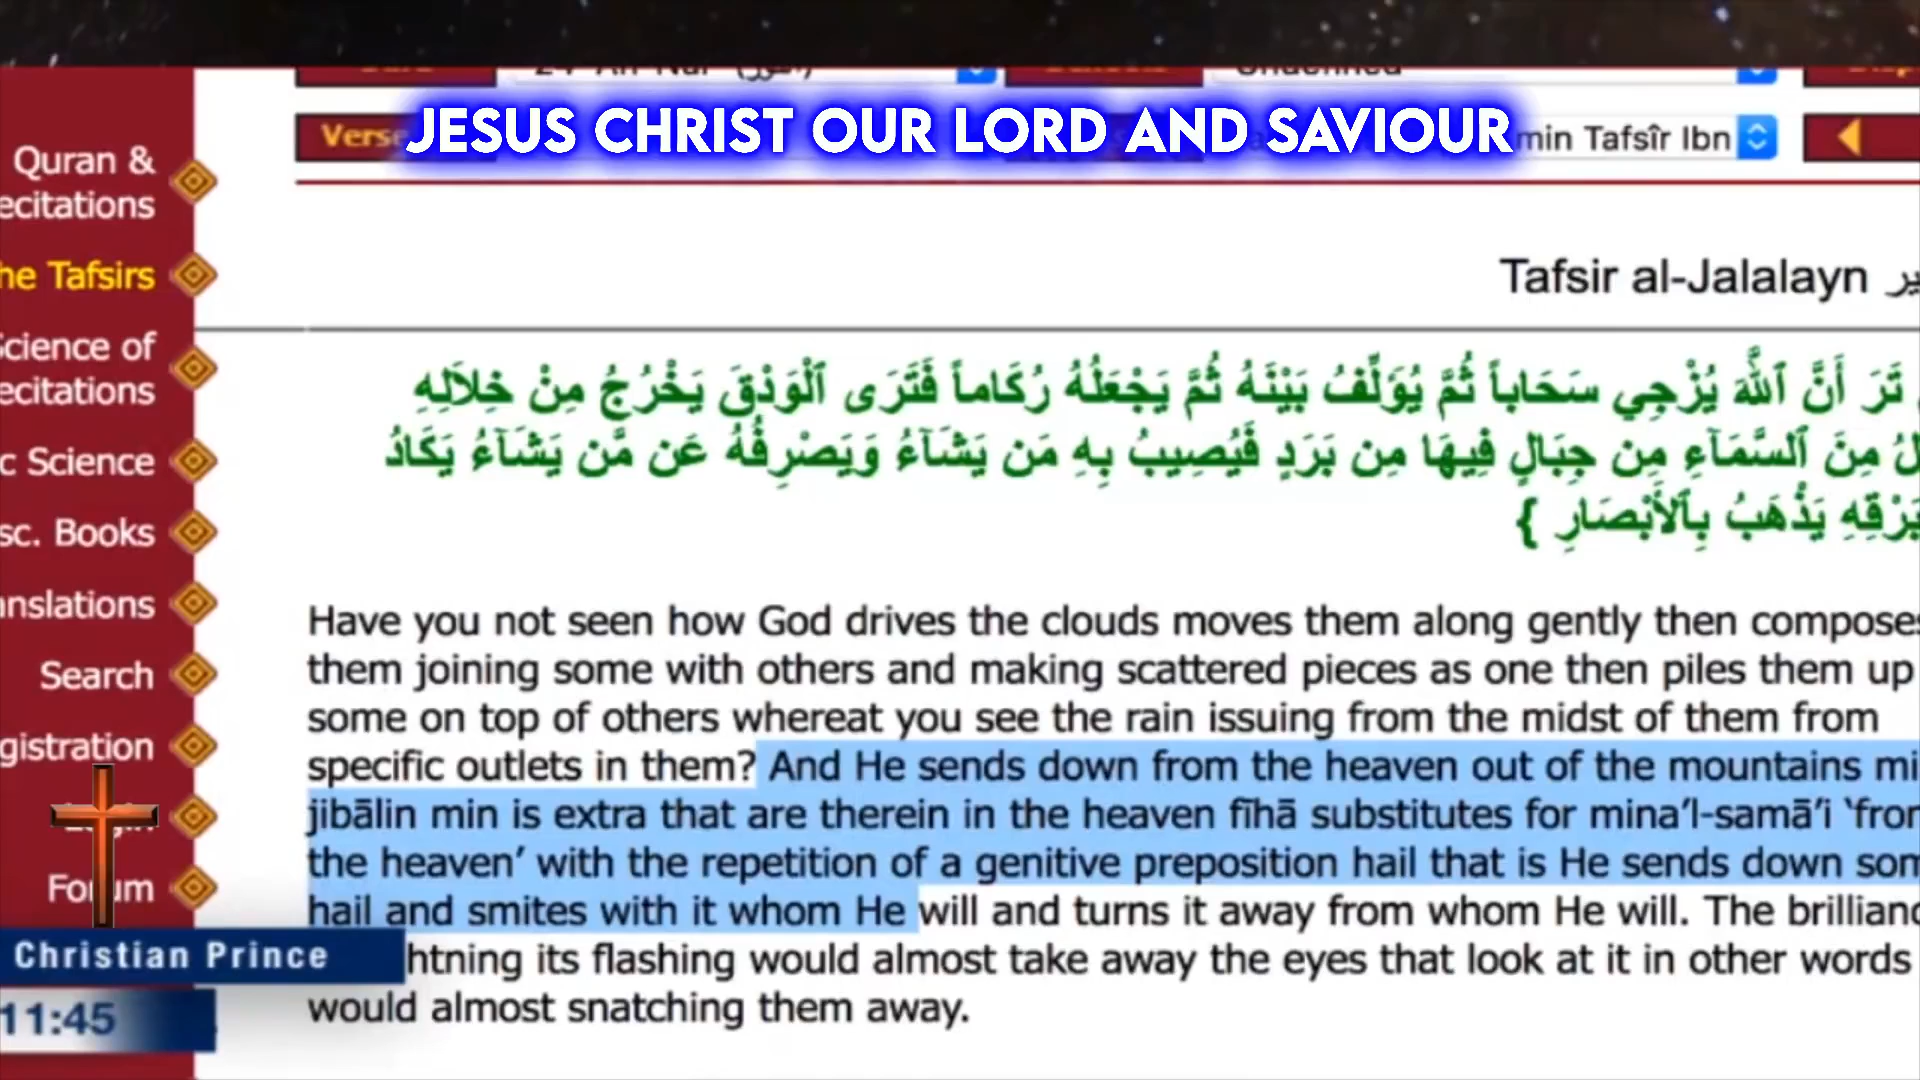 JESUS CHRIST OUR LORD AND SAVIOUR
min Tafsîr Ibn
Quran &
ecitations
he Tafsirs
Science of
ecitations
c Science
sc. Books
anslations
Search
gistration
Forum
Tafsir al-Jalalayn
تَرَ أَنَّ ٱللَّهَ يُزْجِي سَحَاباً ثُمَّ يُؤَلِّفُ بَيْنَهُ ثُمَّ يَجْعَلُهُ رُكَاماً فَتَرَى ٱلْوَدْقَ يَخْرُجُ مِنْ خِلاَلِهِ
مِنَ ٱلسَّمَآءِ مِن جِبَالٍ فِيهَا مِن بَرَدٍ فَيُصِيبُ بِهِ مَن يَشَآءُ وَيَصْرِفُهُ عَن مَّن يَشَآءُ يَكَادُ
بَرْقِهِ يَذْهَبُ بِٱلأَبْصَارِ }
Have you not seen how God drives the clouds moves them along gently then composes
them joining some with others and making scattered pieces as one then piles them up
some on top of others whereat you see the rain issuing from the midst of them from
specific outlets in them? And He sends down from the heaven out of the mountains mi
jibālin min is extra that are therein in the heaven fīhā substitutes for mina’l-samā’i ‘fro
the heaven’ with the repetition of a genitive preposition hail that is He sends down som
hail and smites with it whom He will and turns it away from whom He will. The brillianc
htning its flashing would almost take away the eyes that look at it in other words
would almost snatching them away.
Christian Prince
11:45